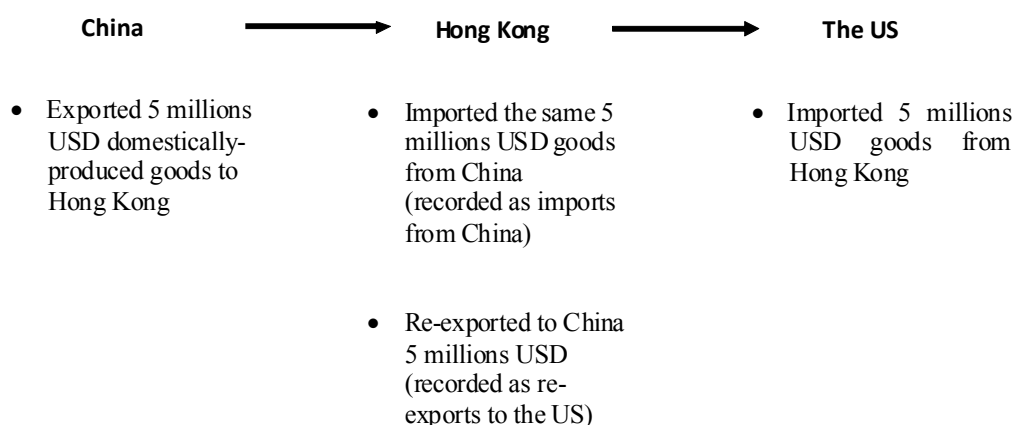 China
Hong Kong
The US
• Exported 5 millions
USD domestically-
produced goods to
Hong Kong
• Imported the same 5
millions USD goods
from China
(recorded as imports
from China)
• Re-exported to China
5 millions USD
(recorded as re-
exports to the US)
• Imported 5 millions
USD goods from
Hong Kong